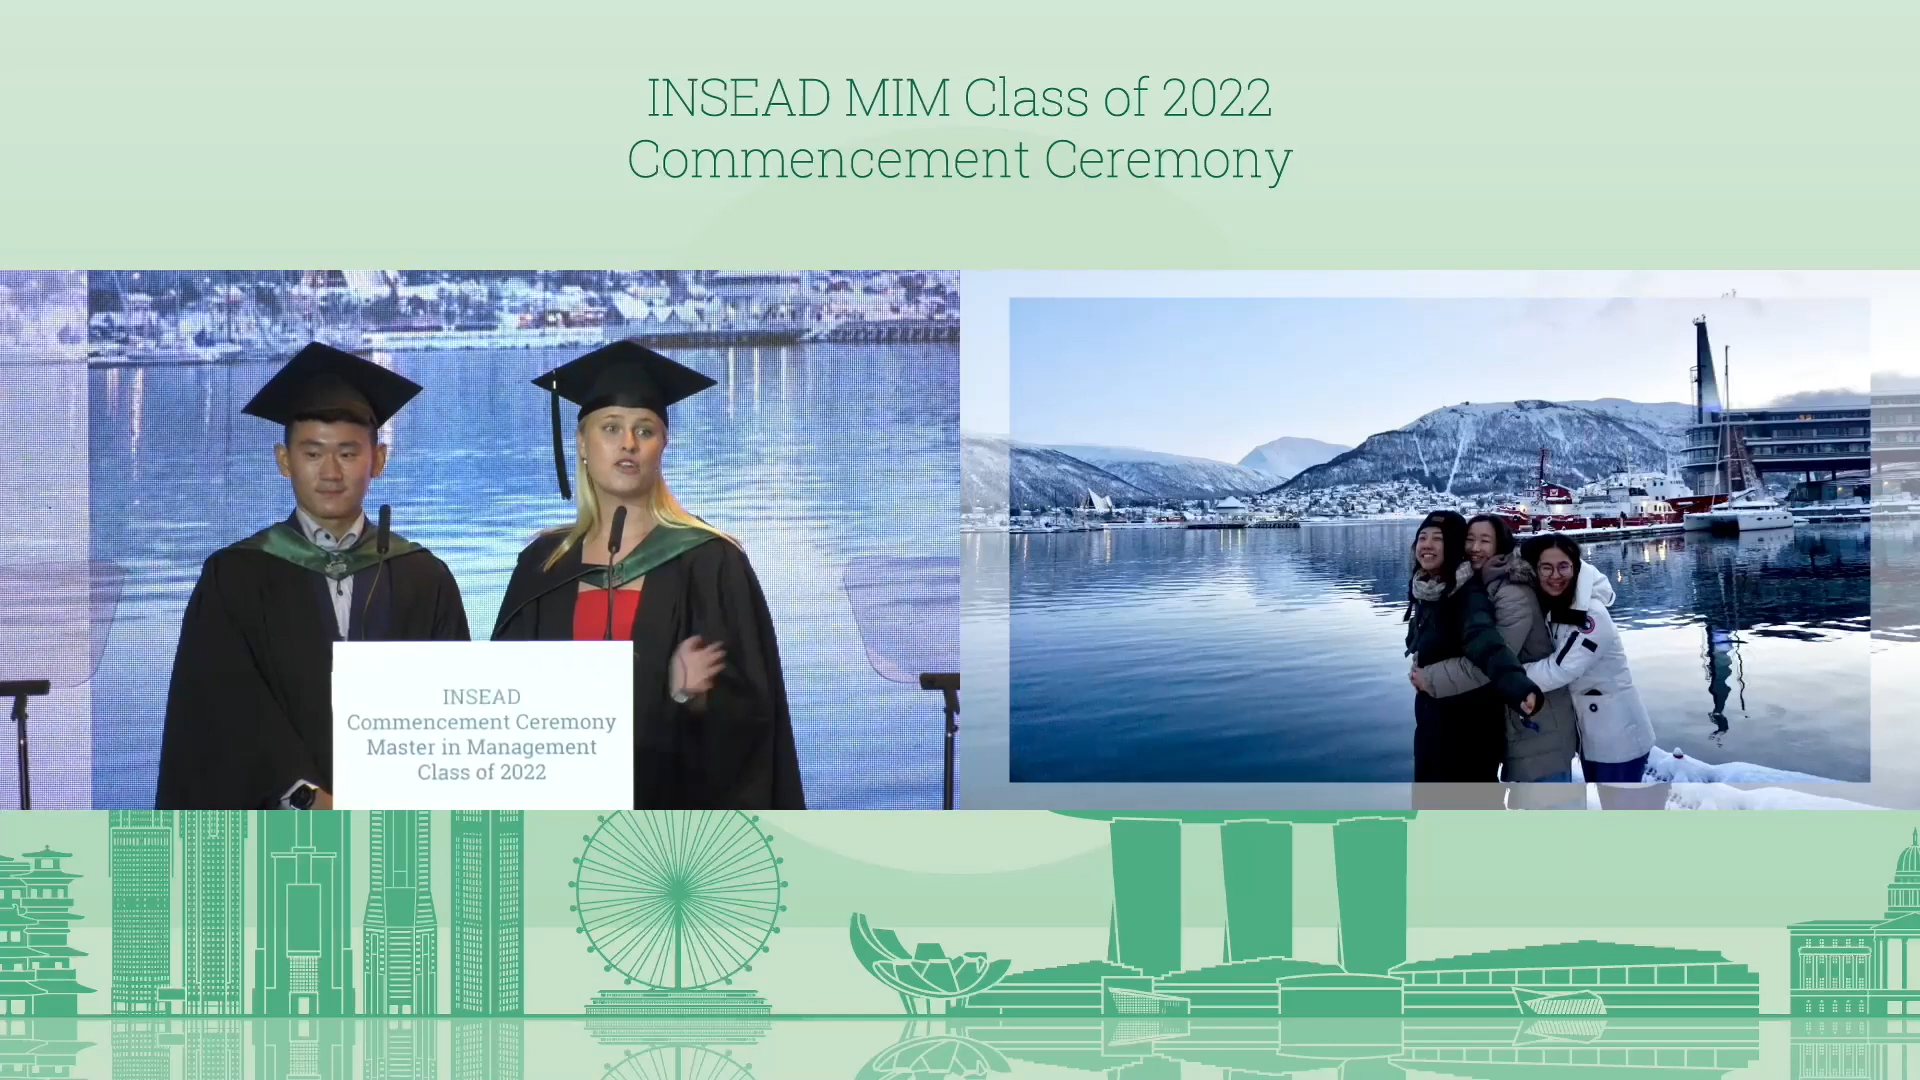 INSEAD MIM Class of 2022
Commencement Ceremony
INSEAD
Commencement Ceremony
Master in Management
Class of 2022